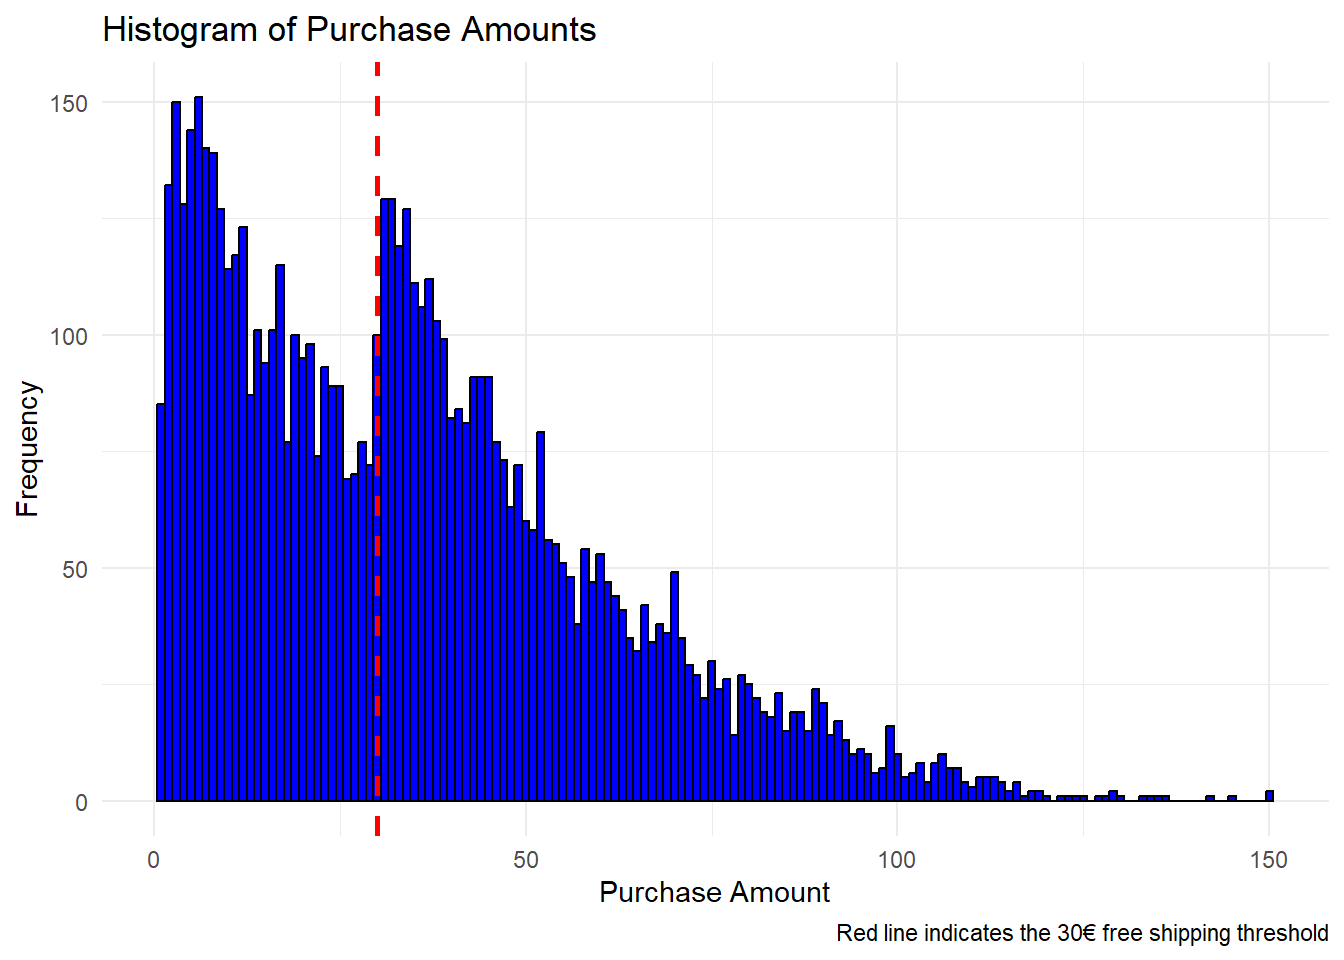 Histogram of Purchase Amounts
150
100
50
0
Frequency
0 50 100 150
Purchase Amount
Red line indicates the 30€ free shipping threshold